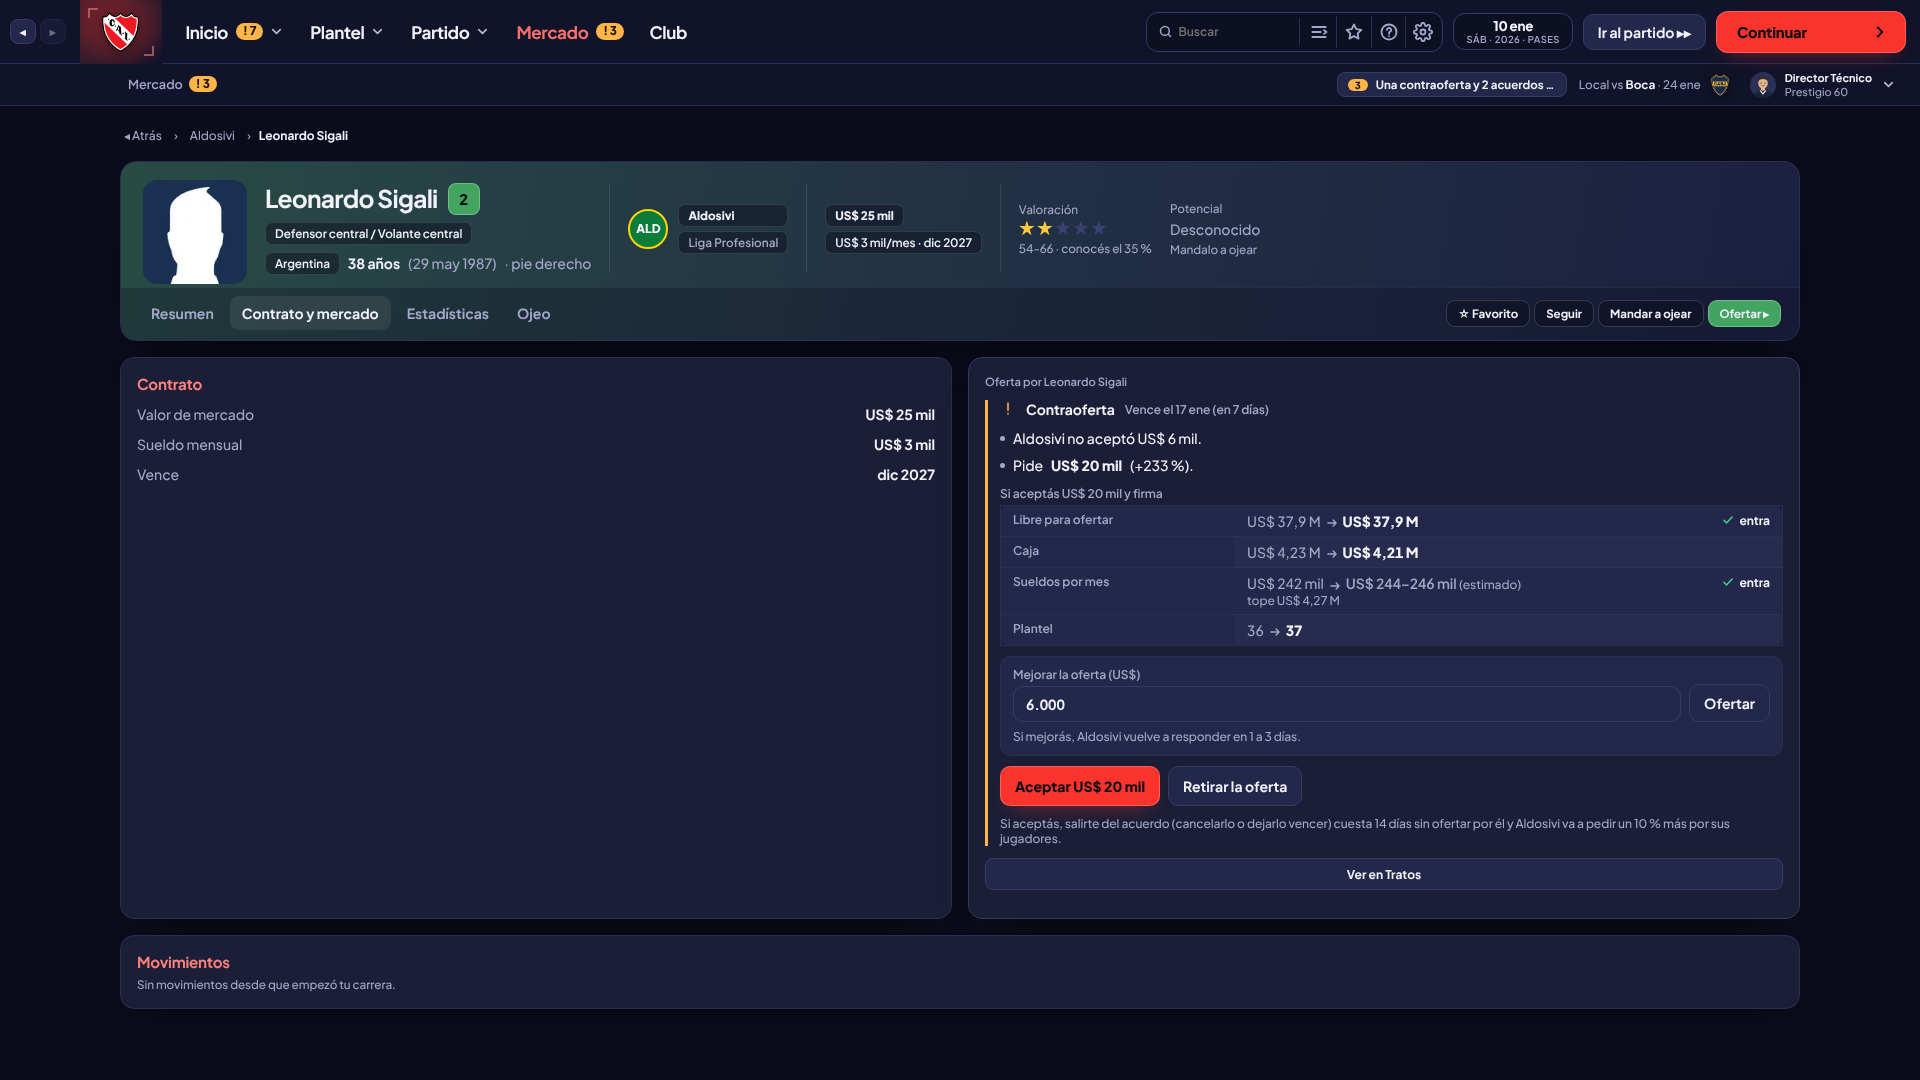 Inicio ! 7 Plantel Partido Mercado ! 3 Club
Buscar
10 ene
SÁB · 2026 · PASES
Ir al partido ▸▸
Continuar
Mercado ! 3
3 Una contraoferta y 2 acuerdos ...
Local vs Boca · 24 ene
Director Técnico
Prestigio 60
◂ Atrás › Aldosivi › Leonardo Sigali
Leonardo Sigali 2
Defensor central / Volante central
Argentina 38 años (29 may 1987) · pie derecho
ALD
Aldosivi
Liga Profesional
US$ 25 mil
US$ 3 mil/mes · dic 2027
Valoración
54-66 · conocés el 35 %
Potencial
Desconocido
Mandalo a ojear
Resumen Contrato y mercado Estadísticas Ojeo
☆ Favorito Seguir Mandar a ojear Ofertar ▸
Contrato
Valor de mercado US$ 25 mil
Sueldo mensual US$ 3 mil
Vence dic 2027
Oferta por Leonardo Sigali
! Contraoferta Vence el 17 ene (en 7 días)
• Aldosivi no aceptó US$ 6 mil.
• Pide US$ 20 mil (+233 %).
Si aceptás US$ 20 mil y firma
Libre para ofertar US$ 37,9 M → US$ 37,9 M ✓ entra
Caja US$ 4,23 M → US$ 4,21 M
Sueldos por mes US$ 242 mil → US$ 244–246 mil (estimado) ✓ entra
tope US$ 4,27 M
Plantel 36 → 37
Mejorar la oferta (US$)
6.000 Ofertar
Si mejorás, Aldosivi vuelve a responder en 1 a 3 días.
Aceptar US$ 20 mil Retirar la oferta
Si aceptás, salirte del acuerdo (cancelarlo o dejarlo vencer) cuesta 14 días sin ofertar por él y Aldosivi va a pedir un 10 % más por sus
jugadores.
Ver en Tratos
Movimientos
Sin movimientos desde que empezó tu carrera.